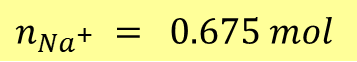 n_{Na^+} = 0.675 mol